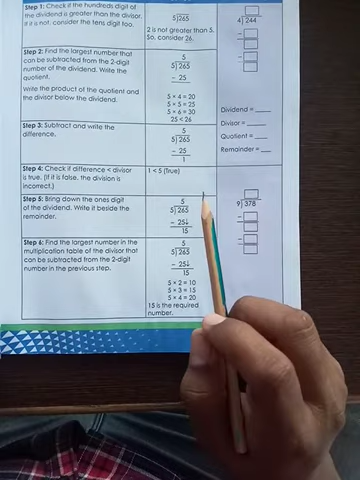 Step 1: Check if the hundreds digit of
the dividend is greater than the divisor.
If it is not, consider the tens digit too.
5)265
2 is not greater than 5.
So, consider 26.
Step 2: Find the largest number that
can be subtracted from the 2-digit
number of the dividend. Write the
quotient.
Write the product of the quotient and
the divisor below the dividend.
5
5)265
− 25
5 × 4 = 20
5 × 5 = 25
5 × 6 = 30
25 < 26
Step 3: Subtract and write the
difference.
5
5)265
− 25
1
Step 4: Check if difference < divisor
is true. (If it is false, the division is
incorrect.)
1 < 5 (True)
Step 5: Bring down the ones digit
of the dividend. Write it beside the
remainder.
5
5)265
− 25↓
15
Step 6: Find the largest number in the
multiplication table of the divisor that
can be subtracted from the 2-digit
number in the previous step.
5
5)265
− 25↓
15
5 × 2 = 10
5 × 3 = 15
5 × 4 = 20
15 is the required
number.
4)244
−
−
Dividend = ____
Divisor = ____
Quotient = ____
Remainder = ____
9)378
−
−